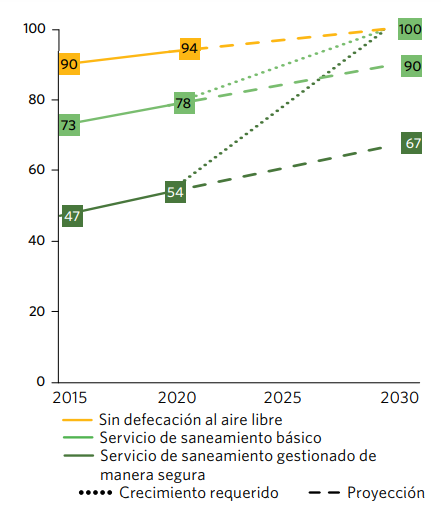 100
100
94
90
90
80
78
73
67
60
54
47
40
20
0
2015 2020 2025 2030
Sin defecación al aire libre
Servicio de saneamiento básico
Servicio de saneamiento gestionado de
manera segura
Crecimiento requerido Proyección